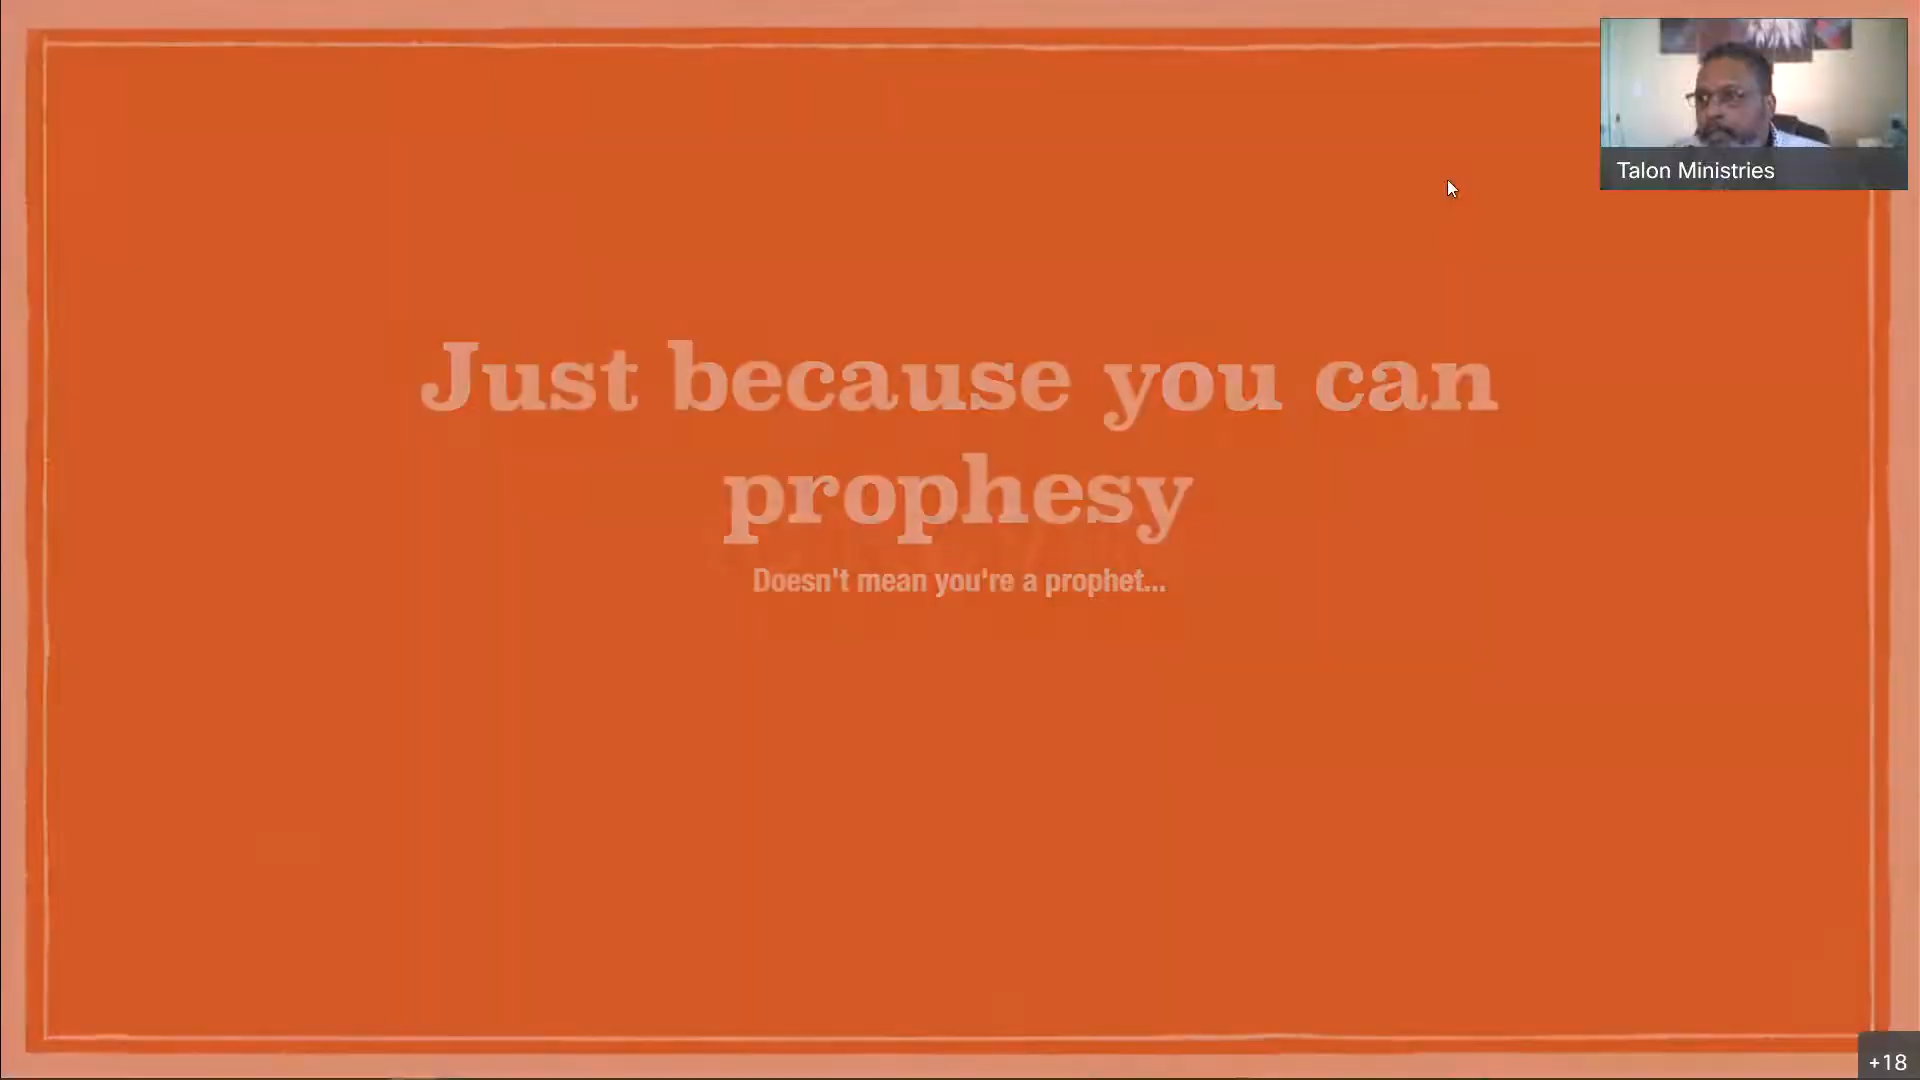 Talon Ministries
Just because you can
prophesy
Doesn't mean you're a prophet...
+18